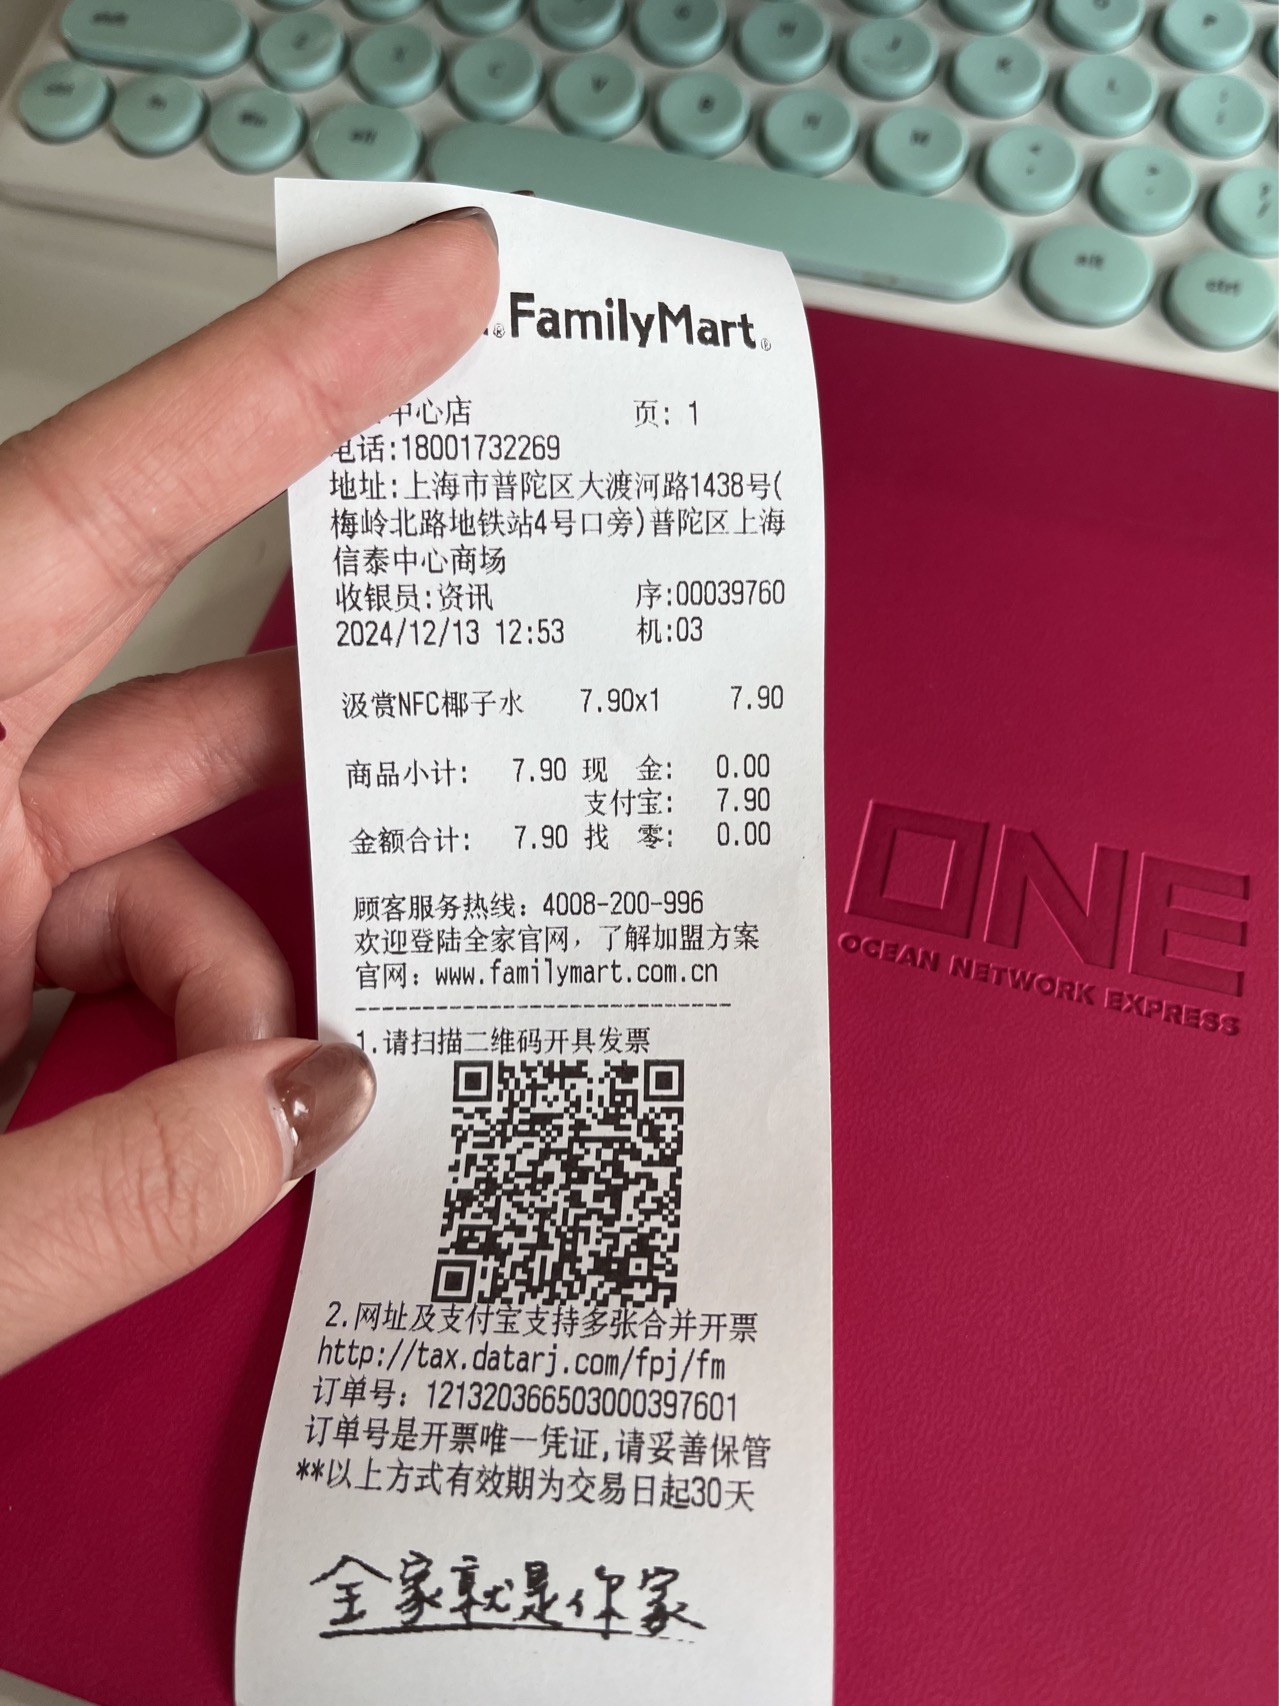 FamilyMart
中心店 页: 1
电话:18001732269
地址:上海市普陀区大渡河路1438号(
梅岭北路地铁站4号口旁)普陀区上海
信泰中心商场
收银员:资讯 序:00039760
2024/12/13 12:53 机:03
汲赏NFC椰子水 7.90x1 7.90
商品小计: 7.90 现 金: 0.00
支付宝: 7.90
金额合计: 7.90 找 零: 0.00
顾客服务热线: 4008-200-996
欢迎登陆全家官网, 了解加盟方案
官网: www.familymart.com.cn
1.请扫描二维码开具发票
2.网址及支付宝支持多张合并开票
http://tax.datarj.com/fpj/fm
订单号: 121320366503000397601
订单号是开票唯一凭证,请妥善保管
**以上方式有效期为交易日起30天
全家就是你家
ONE
OCEAN NETWORK EXPRESS
shift Z X C V B N M
alt
alt ctrl